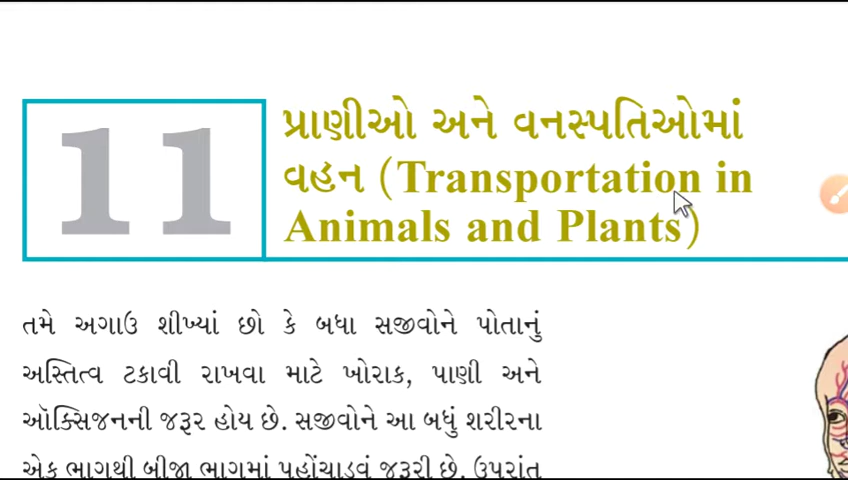 11
પ્રાણીઓ અને વનસ્પતિઓમાં
વહન (Transportation in
Animals and Plants)
તમે અગાઉ શીખ્યાં છો કે બધા સજીવોને પોતાનું
અસ્તિત્વ ટકાવી રાખવા માટે ખોરાક, પાણી અને
ઑક્સિજનની જરૂર હોય છે. સજીવોને આ બધું શરીરના
એક ભાગથી બીજા ભાગમાં પહોંચાડવું જરૂરી છે. ઉપરાંત